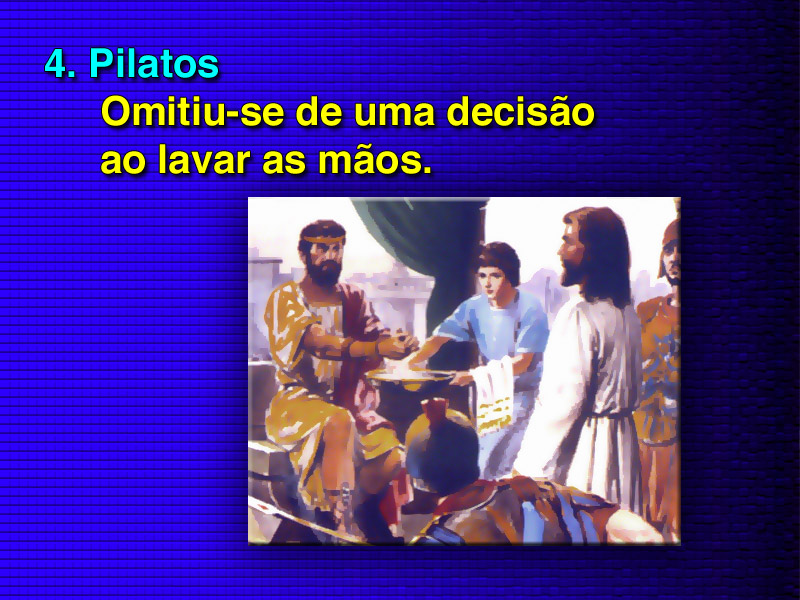 4. Pilatos
Omitiu-se de uma decisão
ao lavar as mãos.